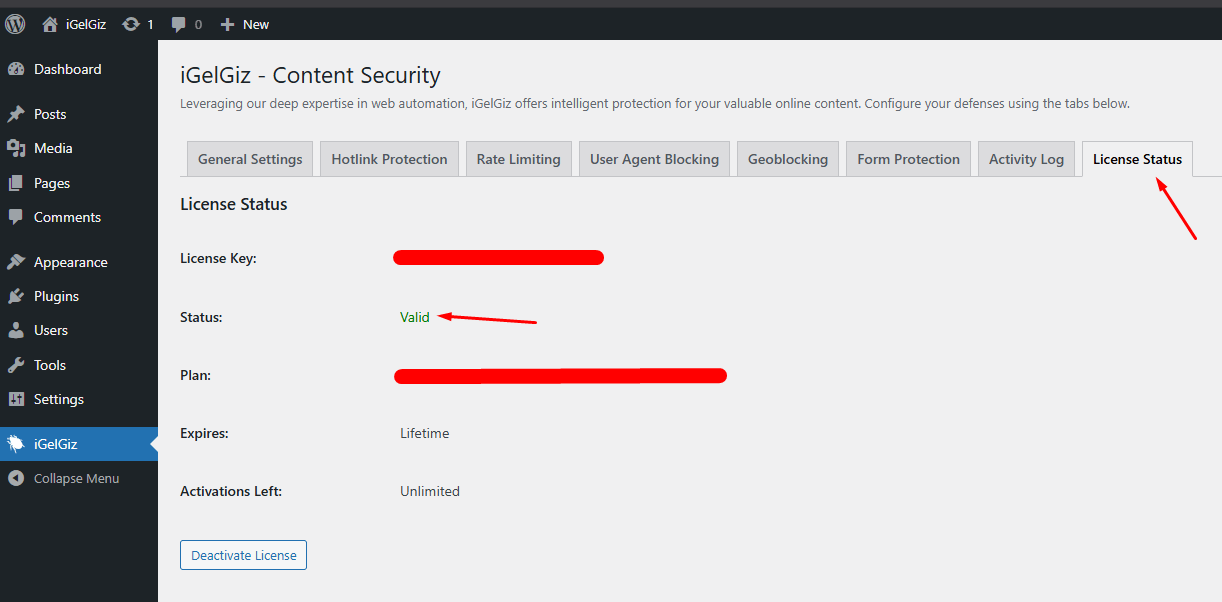 iGelGiz 1 0 New
Dashboard
Posts
Media
Pages
Comments
Appearance
Plugins
Users
Tools
Settings
iGelGiz
Collapse Menu
iGelGiz - Content Security
Leveraging our deep expertise in web automation, iGelGiz offers intelligent protection for your valuable online content. Configure your defenses using the tabs below.
General Settings Hotlink Protection Rate Limiting User Agent Blocking Geoblocking Form Protection Activity Log License Status
License Status
License Key:
Status: Valid
Plan:
Expires: Lifetime
Activations Left: Unlimited
Deactivate License